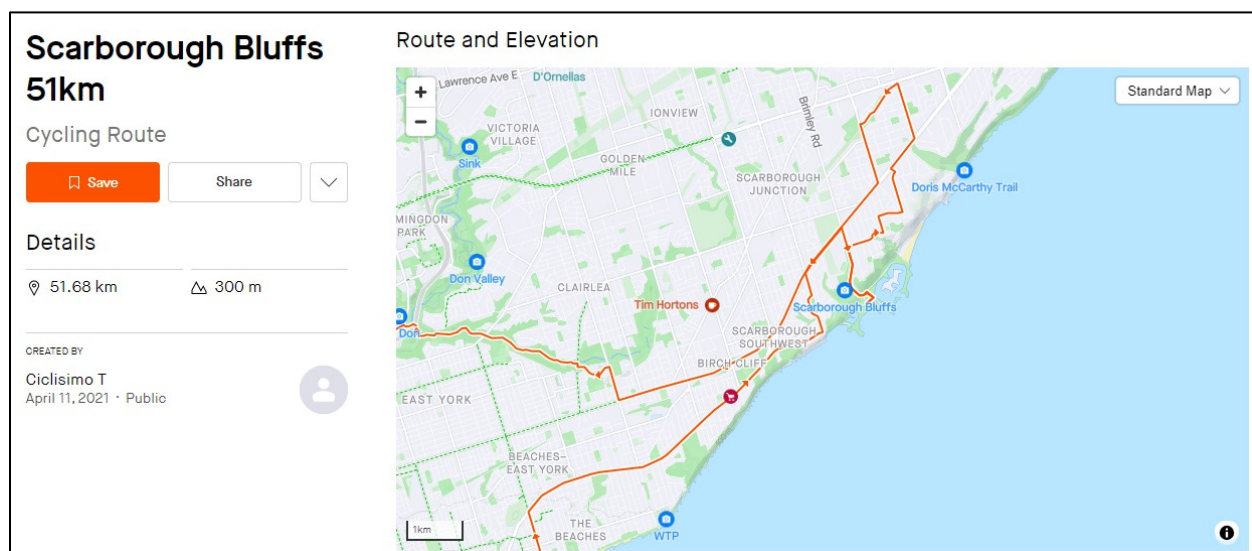 Scarborough Bluffs
51km
Cycling Route
Save
Share
Details
51.68 km
300 m
CREATED BY
Ciclisimo T
April 11, 2021 · Public
Route and Elevation
+
−
Standard Map
Lawrence Ave E
D'Ornellas
VICTORIA
VILLAGE
Sink
IONVIEW
GOLDEN
MILE
Brimley Rd
SCARBOROUGH
JUNCTION
Doris McCarthy Trail
MINGDON
PARK
Don Valley
CLAIRLEA
Tim Hortons
Scarborough Bluffs
Don
SCARBOROUGH
SOUTHWEST
BIRCH CLIFF
EAST YORK
BEACHES-
EAST YORK
THE
BEACHES
WTP
1km